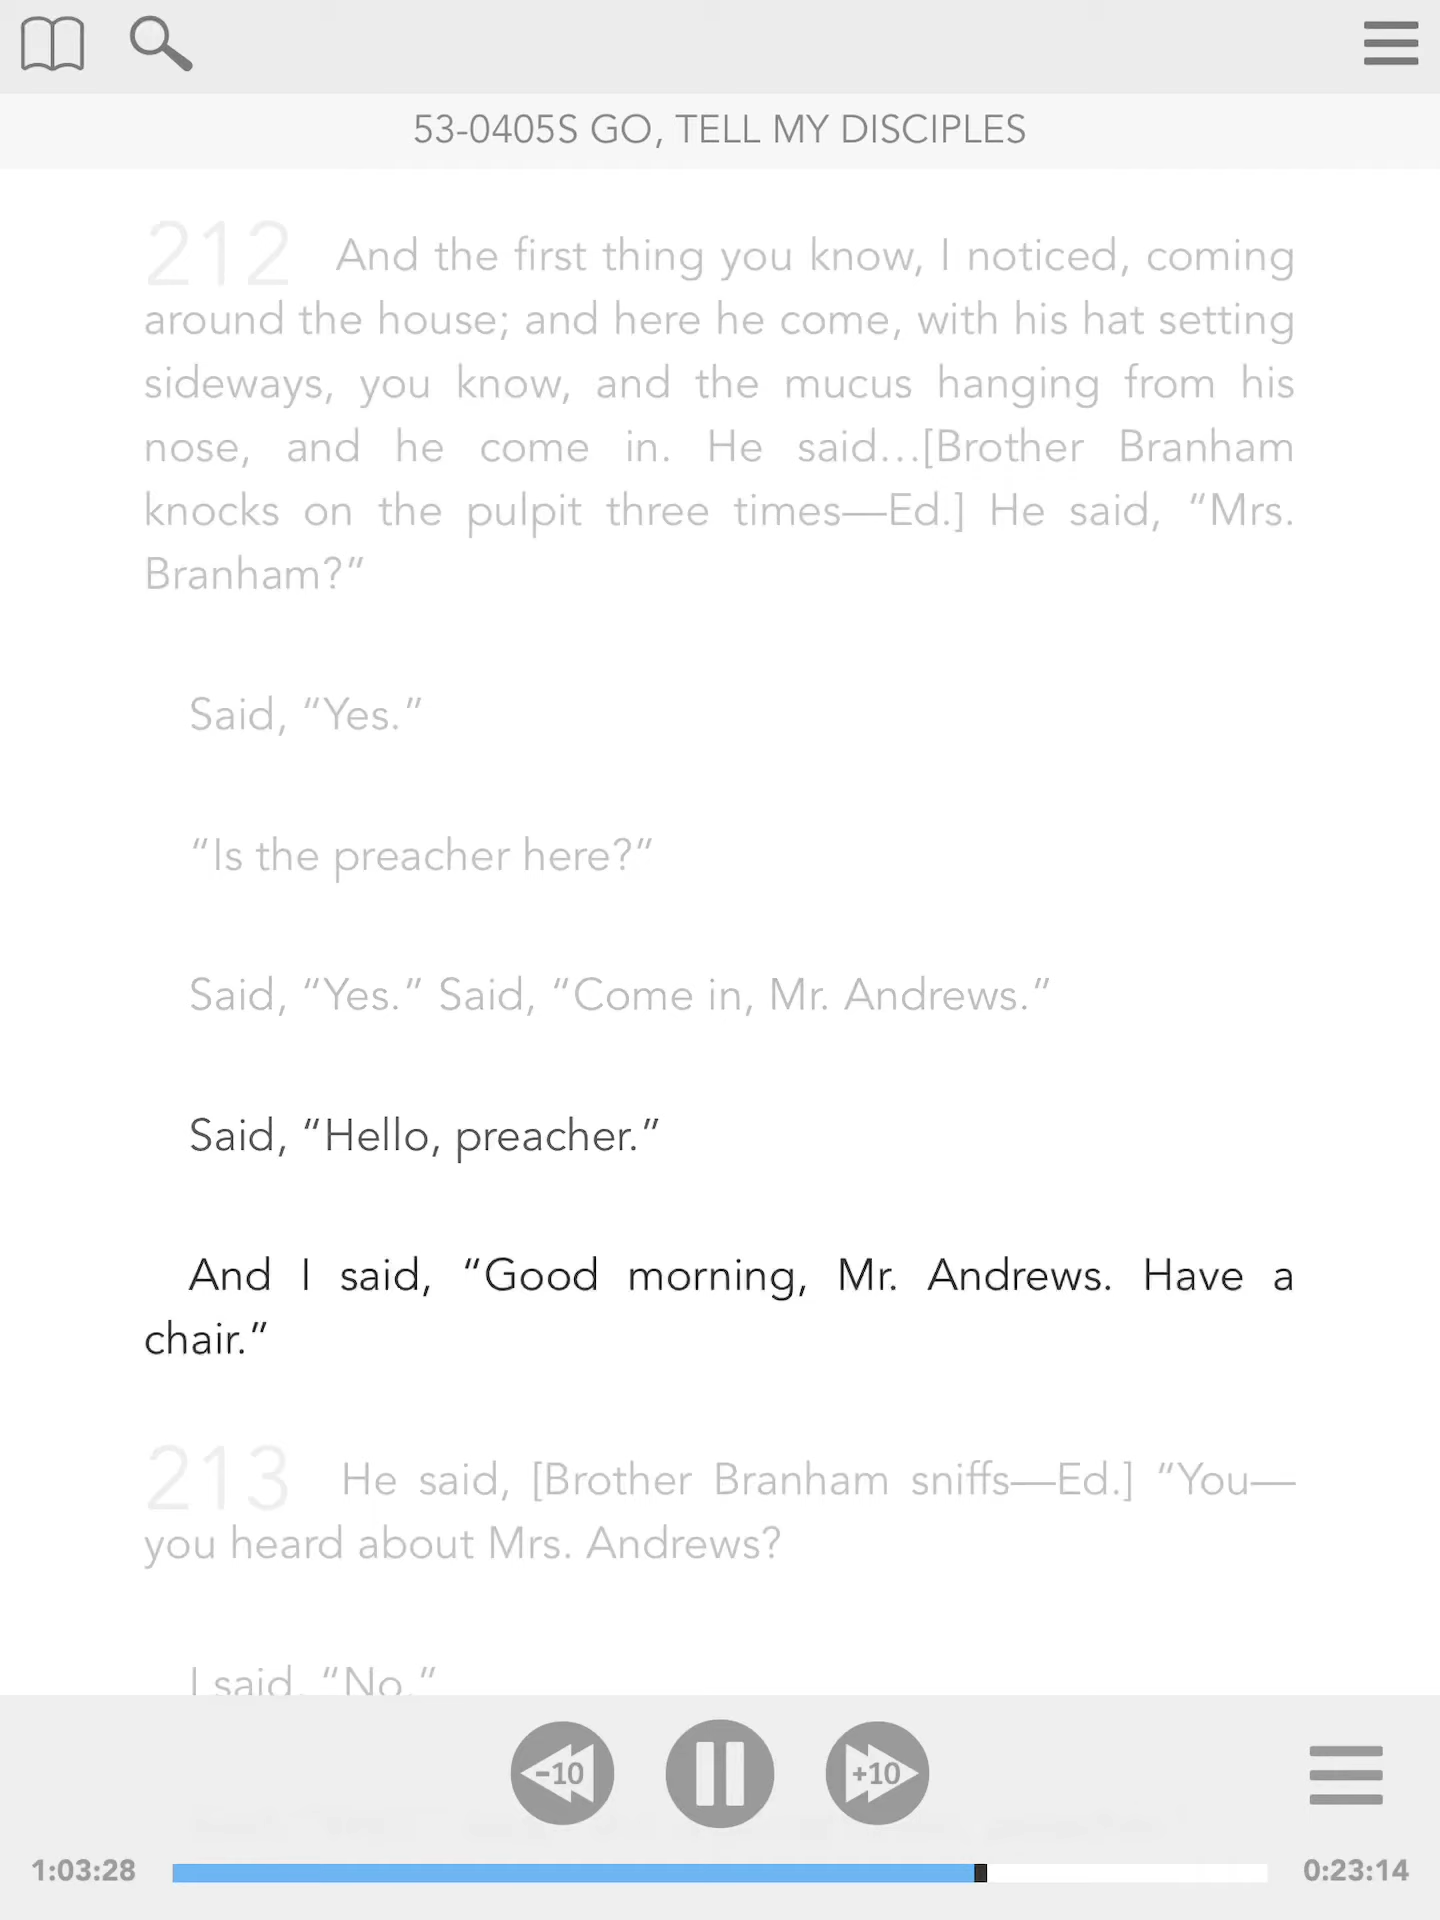 53-0405S GO, TELL MY DISCIPLES
212 And the first thing you know, I noticed, coming
around the house; and here he come, with his hat setting
sideways, you know, and the mucus hanging from his
nose, and he come in. He said…[Brother Branham
knocks on the pulpit three times—Ed.] He said, “Mrs.
Branham?”
Said, “Yes.”
“Is the preacher here?”
Said, “Yes.” Said, “Come in, Mr. Andrews.”
Said, “Hello, preacher.”
And I said, “Good morning, Mr. Andrews. Have a
chair.”
213 He said, [Brother Branham sniffs—Ed.] “You—
you heard about Mrs. Andrews?
I said, “No.”
-10 +10
1:03:28 0:23:14